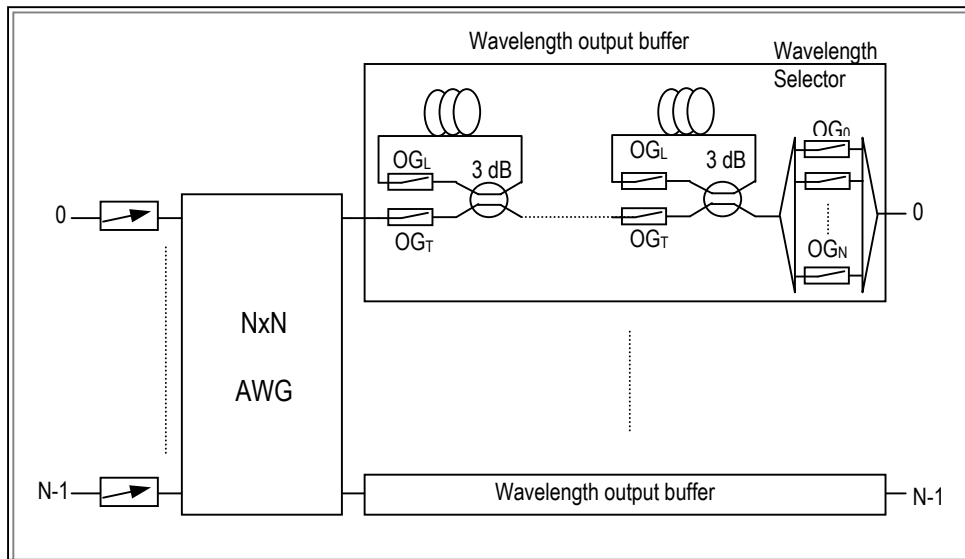 Wavelength output buffer
Wavelength
Selector
OG0
OGL
3 dB
OGL
3 dB
0
OGT
OGT
0
OGN
NxN
AWG
N-1
Wavelength output buffer
N-1